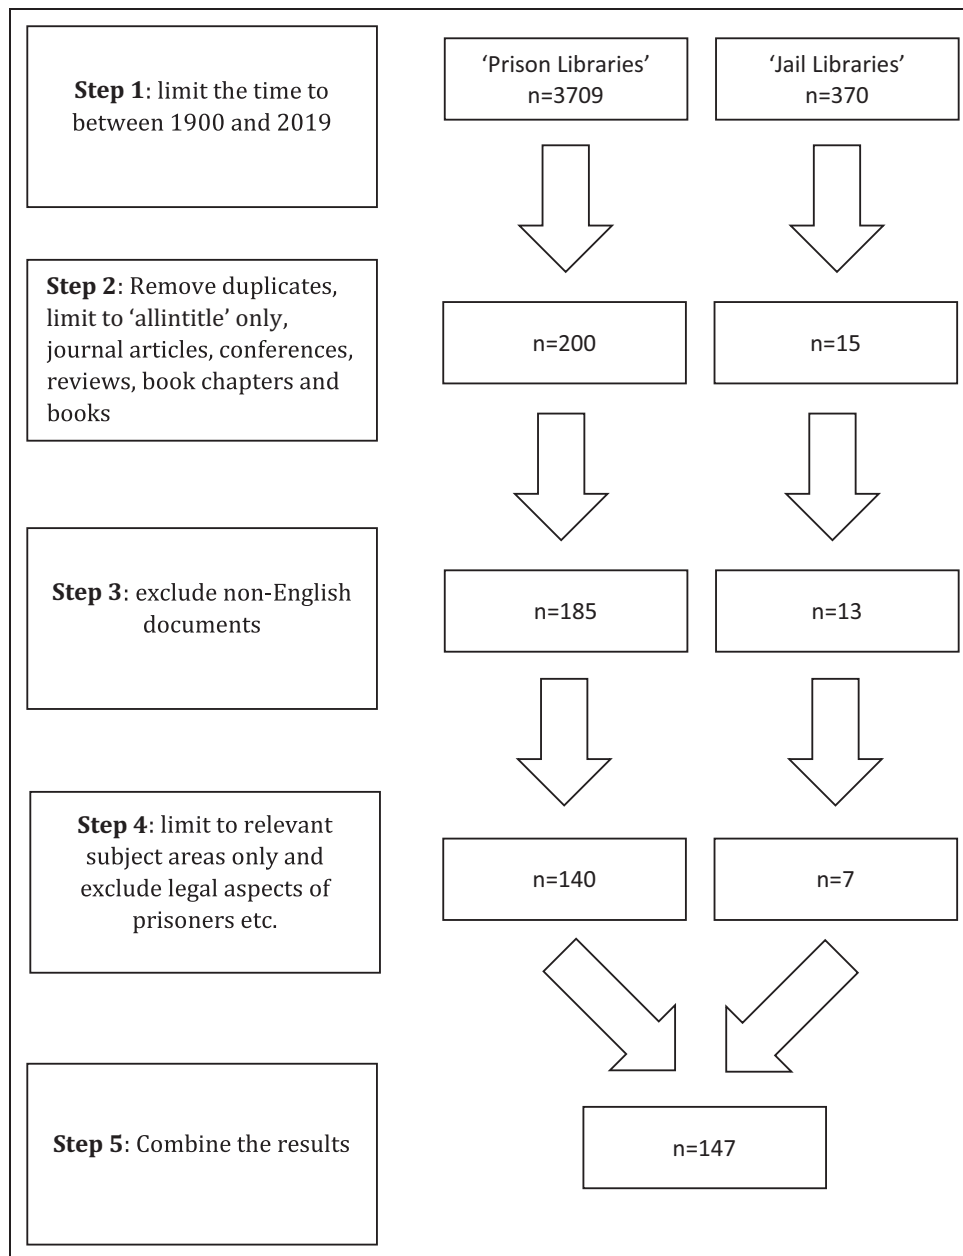 Step 1: limit the time to
between 1900 and 2019
‘Prison Libraries’
n=3709
‘Jail Libraries’
n=370
Step 2: Remove duplicates,
limit to ‘allintitle’ only,
journal articles, conferences,
reviews, book chapters and
books
n=200
n=15
Step 3: exclude non-English
documents
n=185
n=13
Step 4: limit to relevant
subject areas only and
exclude legal aspects of
prisoners etc.
n=140
n=7
Step 5: Combine the results
n=147